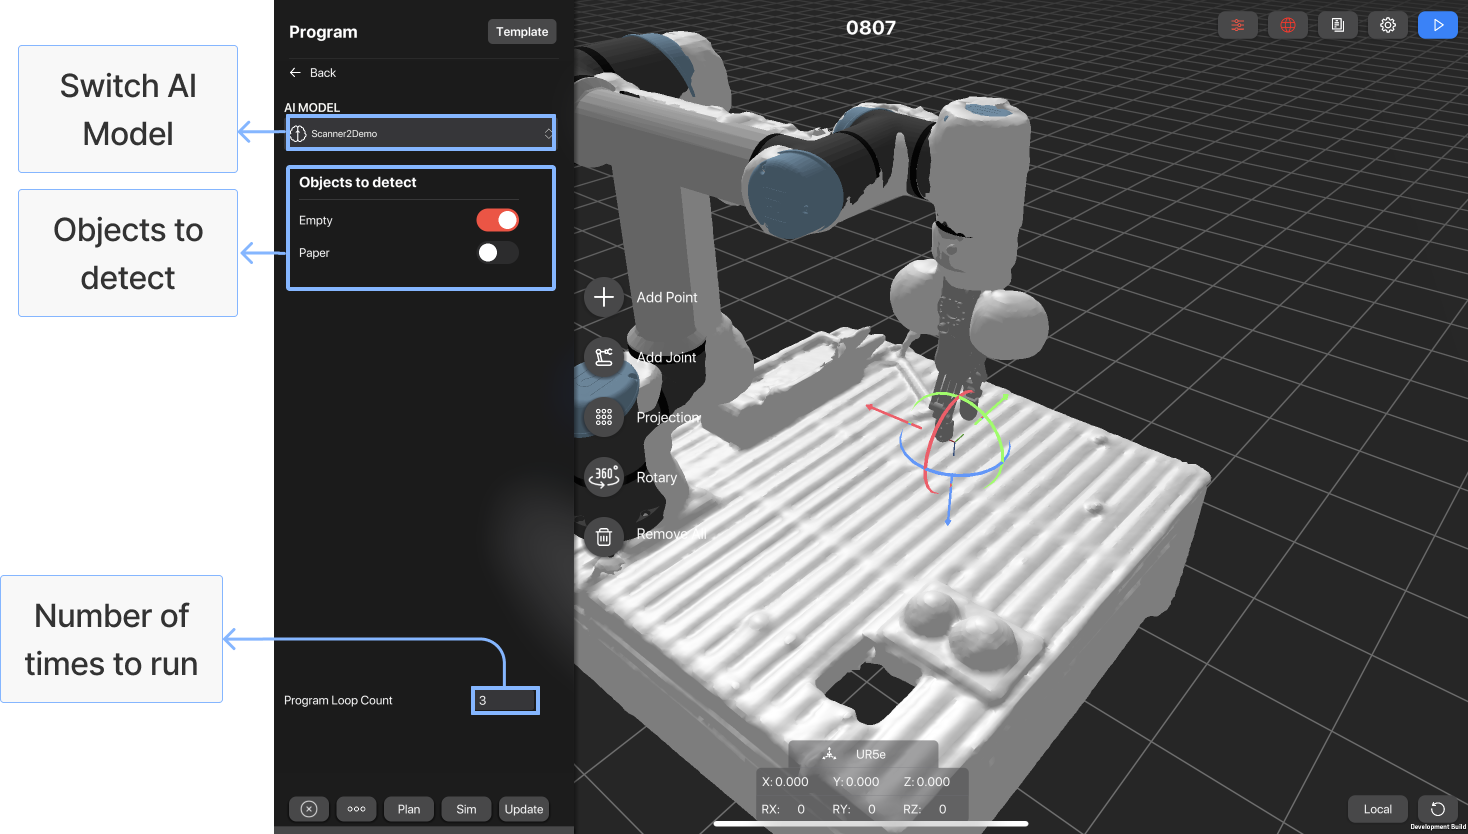 Switch AI
Model
Objects to
detect
Number of
times to run
Program
Template
Back
AI MODEL
Scanner2Demo
Objects to detect
Empty
Paper
Program Loop Count
3
Plan
Sim
Update
0807
Add Point
Add Joint
Projection
360°
Rotary
Remove All
UR5e
X: 0.000 Y: 0.000 Z: 0.000
RX: 0 RY: 0 RZ: 0
Local
Development Build